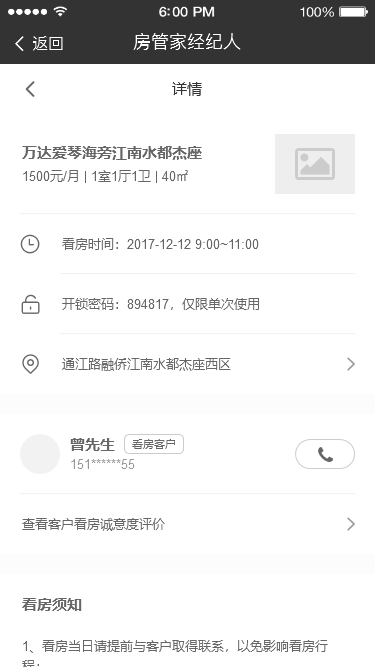 6:00 PM
100%
返回
房管家经纪人
详情
万达爱琴海旁江南水都杰座
1500元/月 | 1室1厅1卫 | 40㎡
看房时间：2017-12-12 9:00~11:00
开锁密码：894817，仅限单次使用
通江路融侨江南水都杰座西区
曾先生
看房客户
151******55
查看客户看房诚意度评价
看房须知
1、看房当日请提前与客户取得联系，以免影响看房行
程；